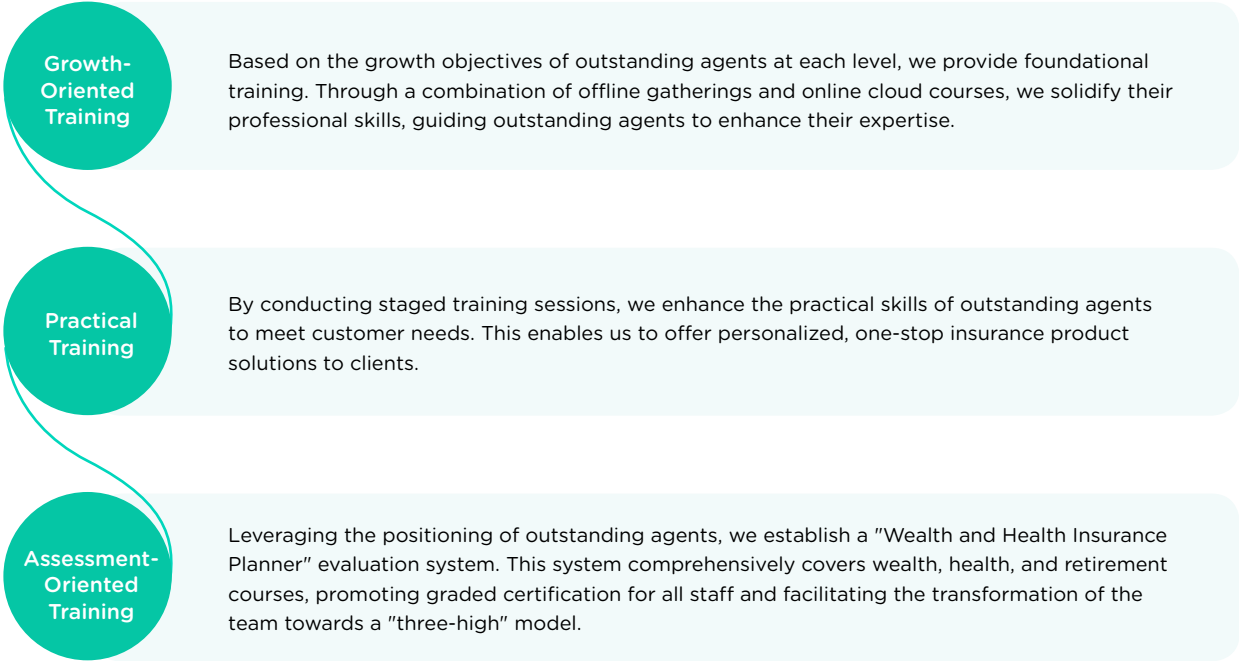 Growth-
Oriented
Training
Based on the growth objectives of outstanding agents at each level, we provide foundational
training. Through a combination of offline gatherings and online cloud courses, we solidify their
professional skills, guiding outstanding agents to enhance their expertise.
Practical
Training
By conducting staged training sessions, we enhance the practical skills of outstanding agents
to meet customer needs. This enables us to offer personalized, one-stop insurance product
solutions to clients.
Assessment-
Oriented
Training
Leveraging the positioning of outstanding agents, we establish a "Wealth and Health Insurance
Planner" evaluation system. This system comprehensively covers wealth, health, and retirement
courses, promoting graded certification for all staff and facilitating the transformation of the
team towards a "three-high" model.